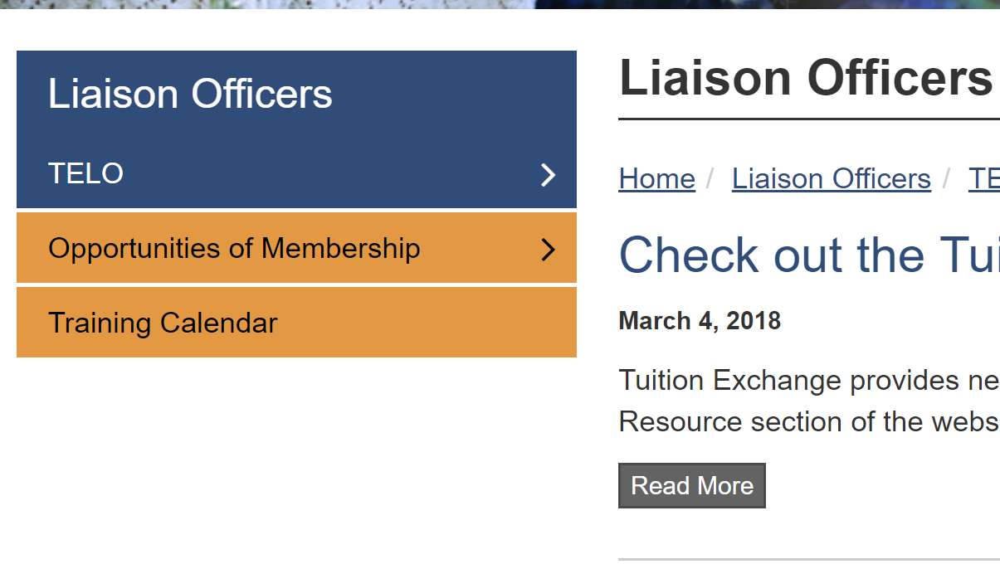 Liaison Officers
TELO
Opportunities of Membership
Training Calendar
Liaison Officers
Home / Liaison Officers / TE
Check out the Tui
March 4, 2018
Tuition Exchange provides ne
Resource section of the webs
Read More